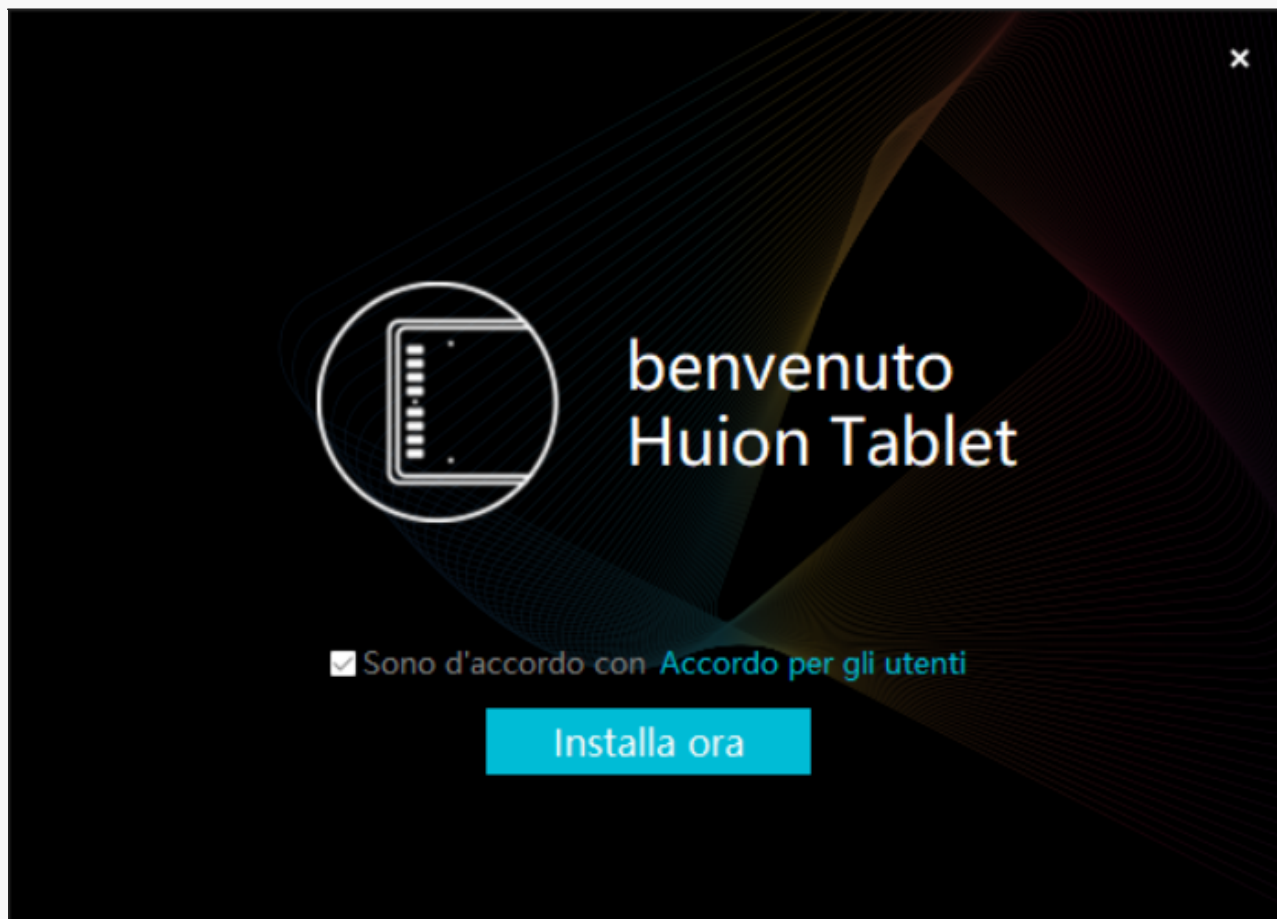 benvenuto
Huion Tablet
Sono d'accordo con Accordo per gli utenti
Installa ora